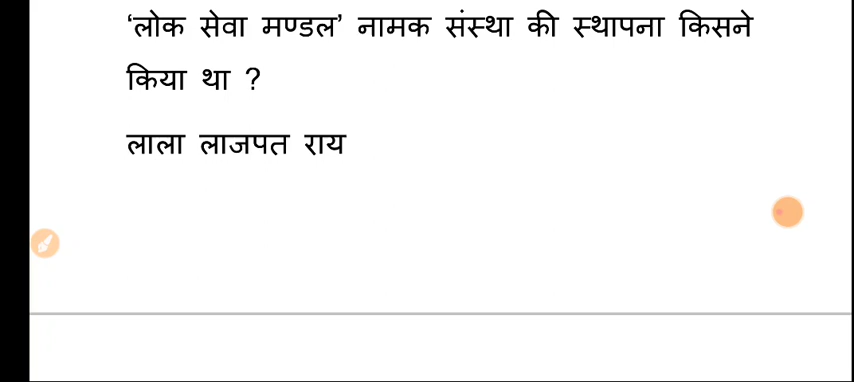 ‘लोक सेवा मण्डल’ नामक संस्था की स्थापना किसने
किया था ?
लाला लाजपत राय